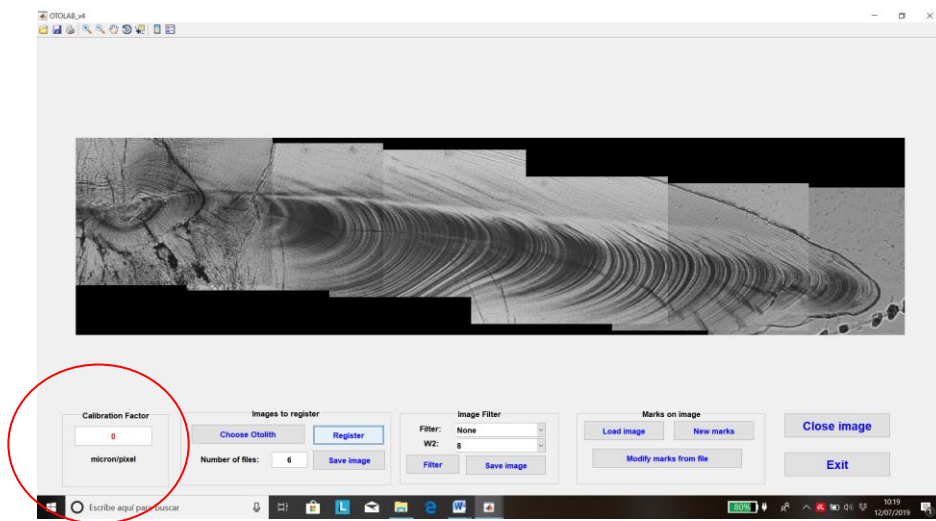 OTOLAB_v4
Calibration Factor
0
micron/pixel
Images to register
Choose Otolith
Register
Number of files:
6
Save image
Image Filter
Filter:
None
W2:
8
Filter
Save image
Marks on image
Load image
New marks
Modify marks from file
Close image
Exit
Escribe aquí para buscar
80%
10:19
12/07/2019